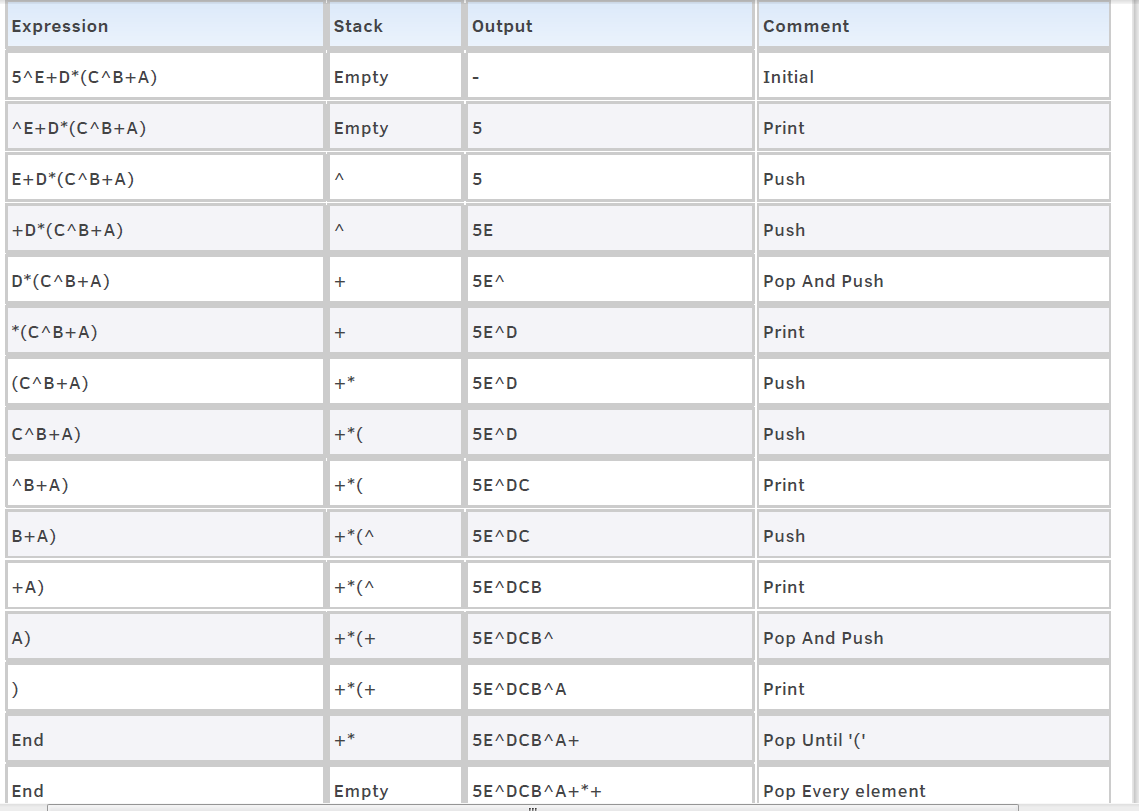 Expression Stack Output Comment
5^E+D*(C^B+A) Empty - Initial
^E+D*(C^B+A) Empty 5 Print
E+D*(C^B+A) ^ 5 Push
+D*(C^B+A) ^ 5E Push
D*(C^B+A) + 5E^ Pop And Push
*(C^B+A) + 5E^D Print
(C^B+A) +* 5E^D Push
C^B+A) +*( 5E^D Push
^B+A) +*( 5E^DC Print
B+A) +*(^ 5E^DC Push
+A) +*(^ 5E^DCB Print
A) +*(+ 5E^DCB^ Pop And Push
) +*(+ 5E^DCB^A Print
End +* 5E^DCB^A+ Pop Until '('
End Empty 5E^DCB^A+*+ Pop Every element